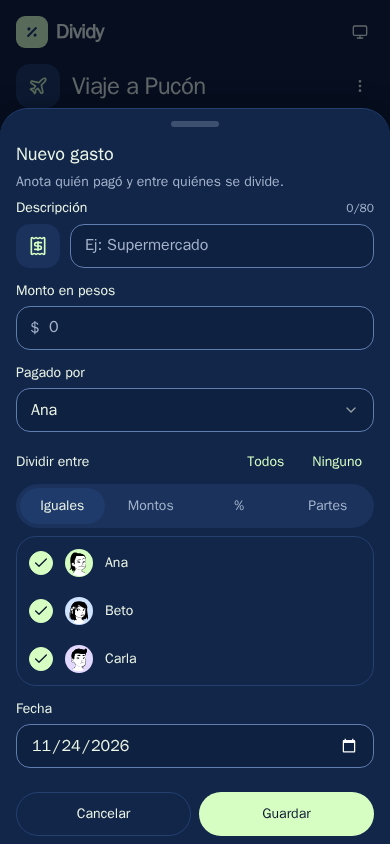 Dividy
Viaje a Pucón
Nuevo gasto
Anota quién pagó y entre quiénes se divide.
Descripción 0/80
Ej: Supermercado
Monto en pesos
$ 0
Pagado por
Ana
Dividir entre Todos Ninguno
Iguales Montos % Partes
Ana
Beto
Carla
Fecha
11/24/2026
Cancelar Guardar